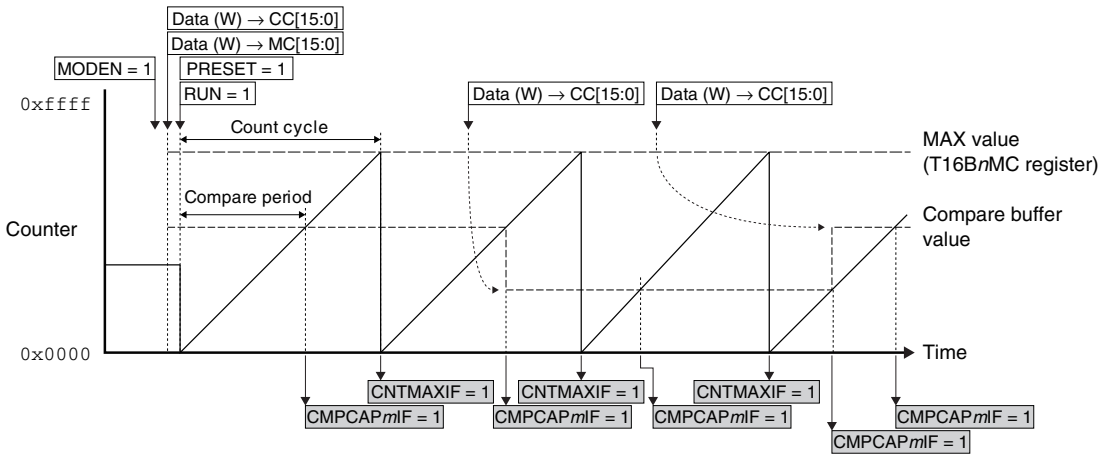 Data (W) → CC[15:0]
Data (W) → MC[15:0]
MODEN = 1
PRESET = 1
RUN = 1
Data (W) → CC[15:0]
Data (W) → CC[15:0]
0xffff
Count cycle
MAX value
(T16BnMC register)
Compare period
Compare buffer
value
Counter
0x0000
Time
CNTMAXIF = 1
CNTMAXIF = 1
CNTMAXIF = 1
CMPCAPmIF = 1
CMPCAPmIF = 1
CMPCAPmIF = 1
CMPCAPmIF = 1
CMPCAPmIF = 1